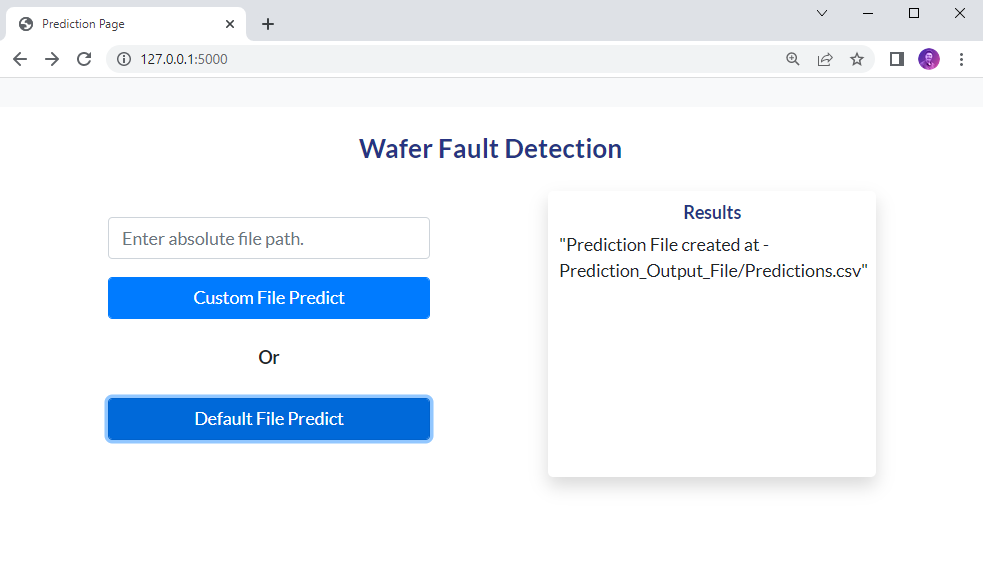 Prediction Page
127.0.0.1:5000
Wafer Fault Detection
Enter absolute file path.
Custom File Predict
Or
Default File Predict
Results
"Prediction File created at -
Prediction_Output_File/Predictions.csv"